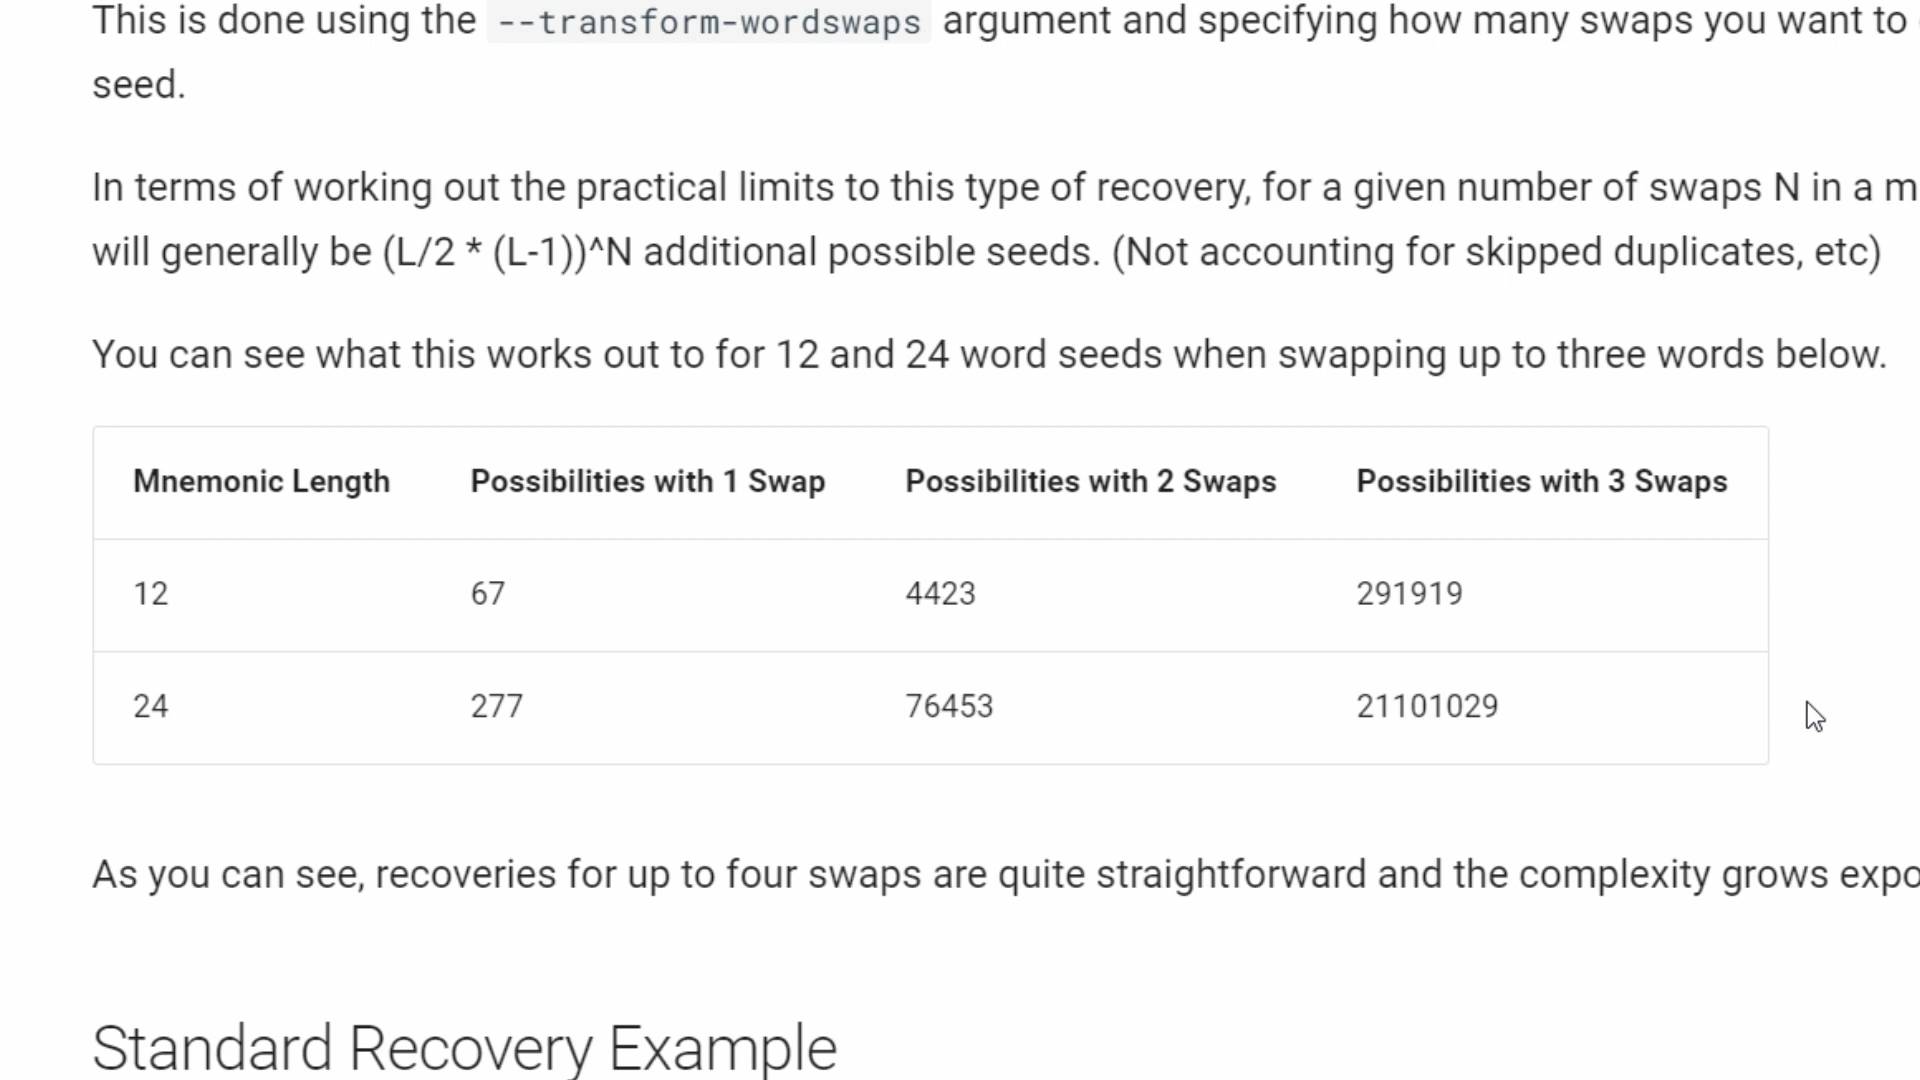 This is done using the --transform-wordswaps argument and specifying how many swaps you want to
seed.
In terms of working out the practical limits to this type of recovery, for a given number of swaps N in a m
will generally be (L/2 * (L-1))^N additional possible seeds. (Not accounting for skipped duplicates, etc)
You can see what this works out to for 12 and 24 word seeds when swapping up to three words below.
Mnemonic Length Possibilities with 1 Swap Possibilities with 2 Swaps Possibilities with 3 Swaps
12 67 4423 291919
24 277 76453 21101029
As you can see, recoveries for up to four swaps are quite straightforward and the complexity grows expo
Standard Recovery Example